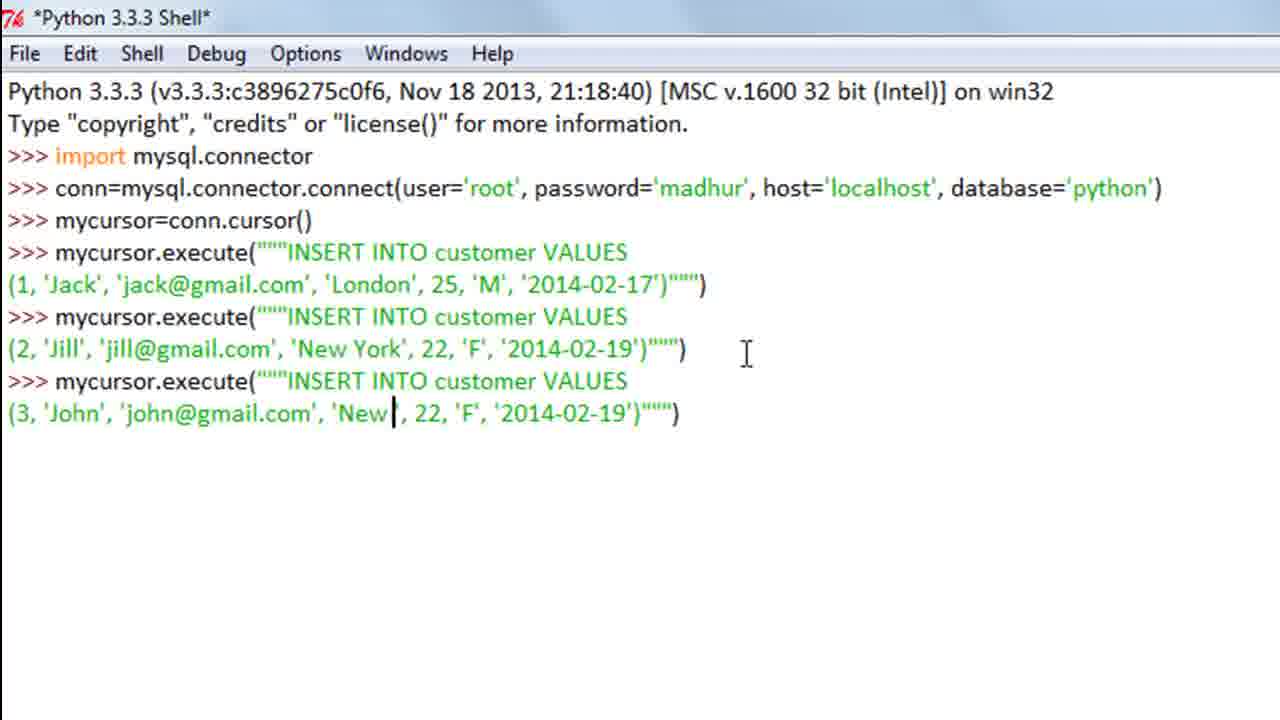 *Python 3.3.3 Shell*
File Edit Shell Debug Options Windows Help
Python 3.3.3 (v3.3.3:c3896275c0f6, Nov 18 2013, 21:18:40) [MSC v.1600 32 bit (Intel)] on win32
Type "copyright", "credits" or "license()" for more information.
>>> import mysql.connector
>>> conn=mysql.connector.connect(user='root', password='madhur', host='localhost', database='python')
>>> mycursor=conn.cursor()
>>> mycursor.execute("""INSERT INTO customer VALUES
(1, 'Jack', 'jack@gmail.com', 'London', 25, 'M', '2014-02-17')""")
>>> mycursor.execute("""INSERT INTO customer VALUES
(2, 'Jill', 'jill@gmail.com', 'New York', 22, 'F', '2014-02-19')""")
>>> mycursor.execute("""INSERT INTO customer VALUES
(3, 'John', 'john@gmail.com', 'New ', 22, 'F', '2014-02-19')""")